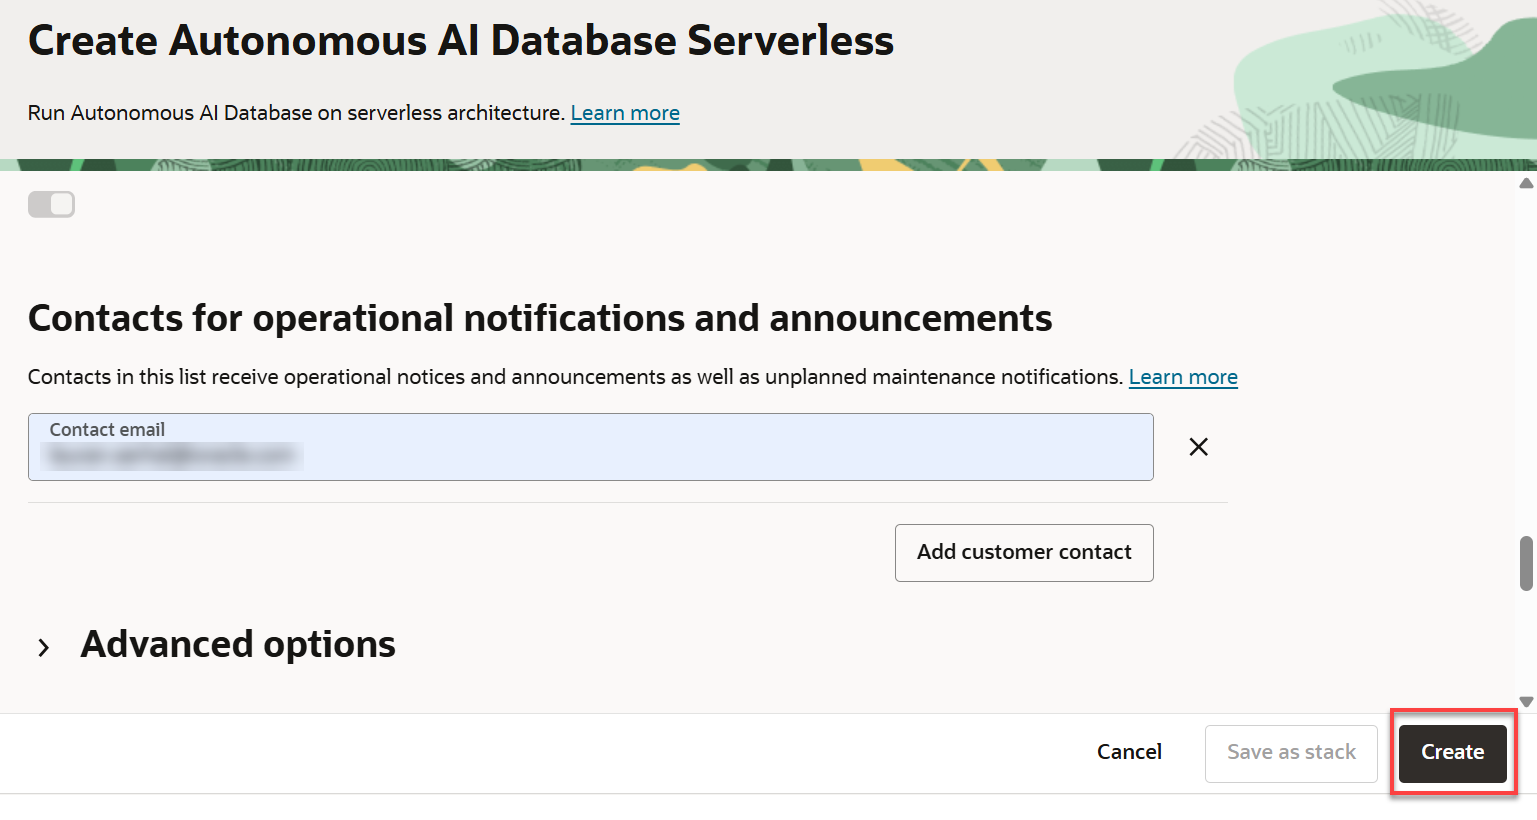 Create Autonomous AI Database Serverless
Run Autonomous AI Database on serverless architecture. Learn more
Contacts for operational notifications and announcements
Contacts in this list receive operational notices and announcements as well as unplanned maintenance notifications. Learn more
Contact email
Add customer contact
Advanced options
Cancel
Save as stack
Create